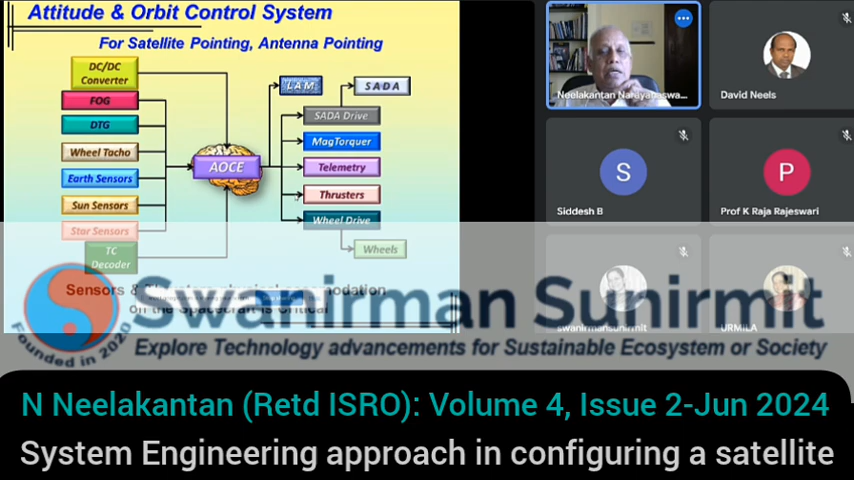 Attitude & Orbit Control System
For Satellite Pointing, Antenna Pointing
DC/DC
Converter
FOG
DTG
Wheel Tacho
Earth Sensors
Sun Sensors
Star Sensors
TC
Decoder
AOCE
LAM
SADA
SADA Drive
MagTorquer
Telemetry
Thrusters
Wheel Drive
Wheels
Sensors &
on the Spacecraft is critical
Neelakantan Narayanaswa...
David Neels
S
Siddesh B
P
Prof K Raja Rajeswari
swanirmansunirmit
URMILA
Swanirman Sunirmit
Explore Technology advancements for Sustainable Ecosystem or Society
Founded in 2020
N Neelakantan (Retd ISRO): Volume 4, Issue 2-Jun 2024
System Engineering approach in configuring a satellite